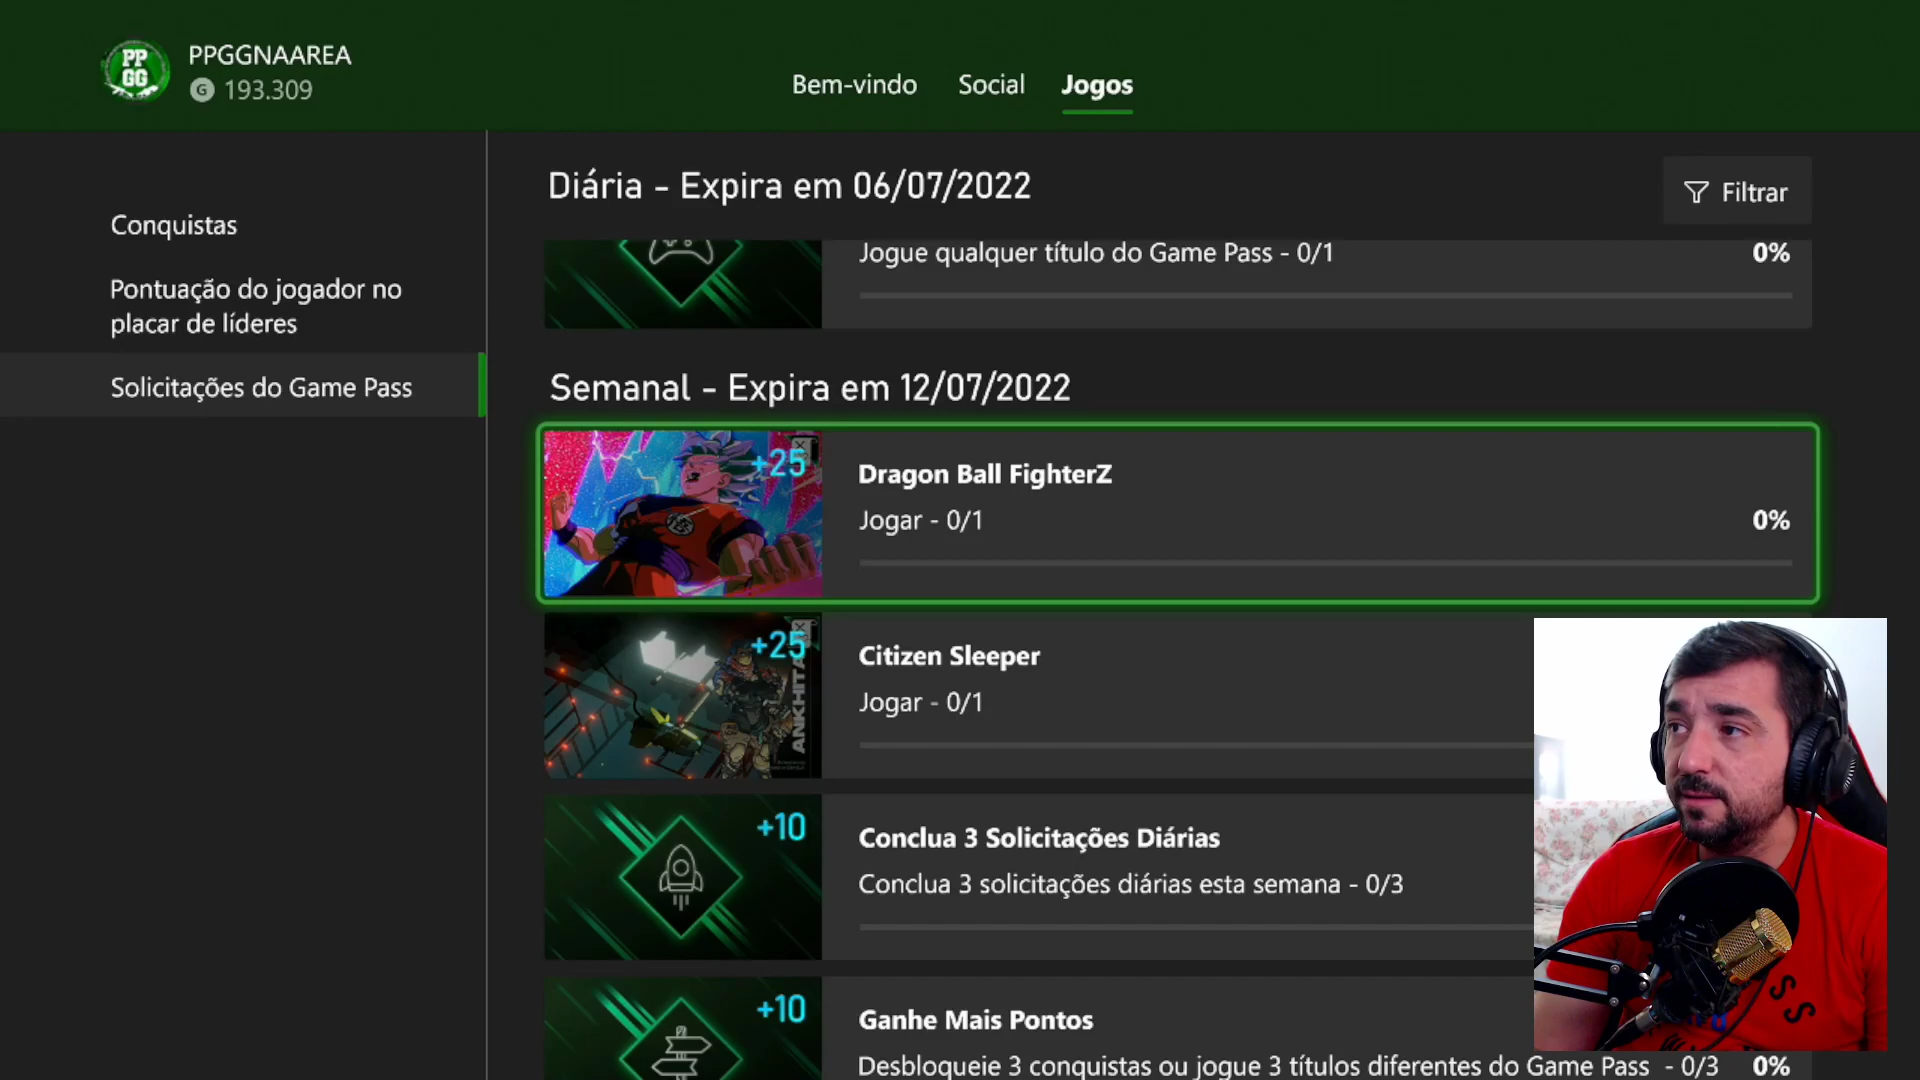 PP
GG
PPGGNAAREA
G 193.309
Bem-vindo
Social
Jogos
Conquistas
Pontuação do jogador no
placar de líderes
Solicitações do Game Pass
Diária - Expira em 06/07/2022
Filtrar
Jogue qualquer título do Game Pass - 0/1
0%
Semanal - Expira em 12/07/2022
+25
Dragon Ball FighterZ
Jogar - 0/1
0%
+25
ANKHITA
Citizen Sleeper
Jogar - 0/1
+10
Conclua 3 Solicitações Diárias
Conclua 3 solicitações diárias esta semana - 0/3
+10
Ganhe Mais Pontos
Desbloqueie 3 conquistas ou jogue 3 títulos diferentes do Game Pass - 0/3
0%